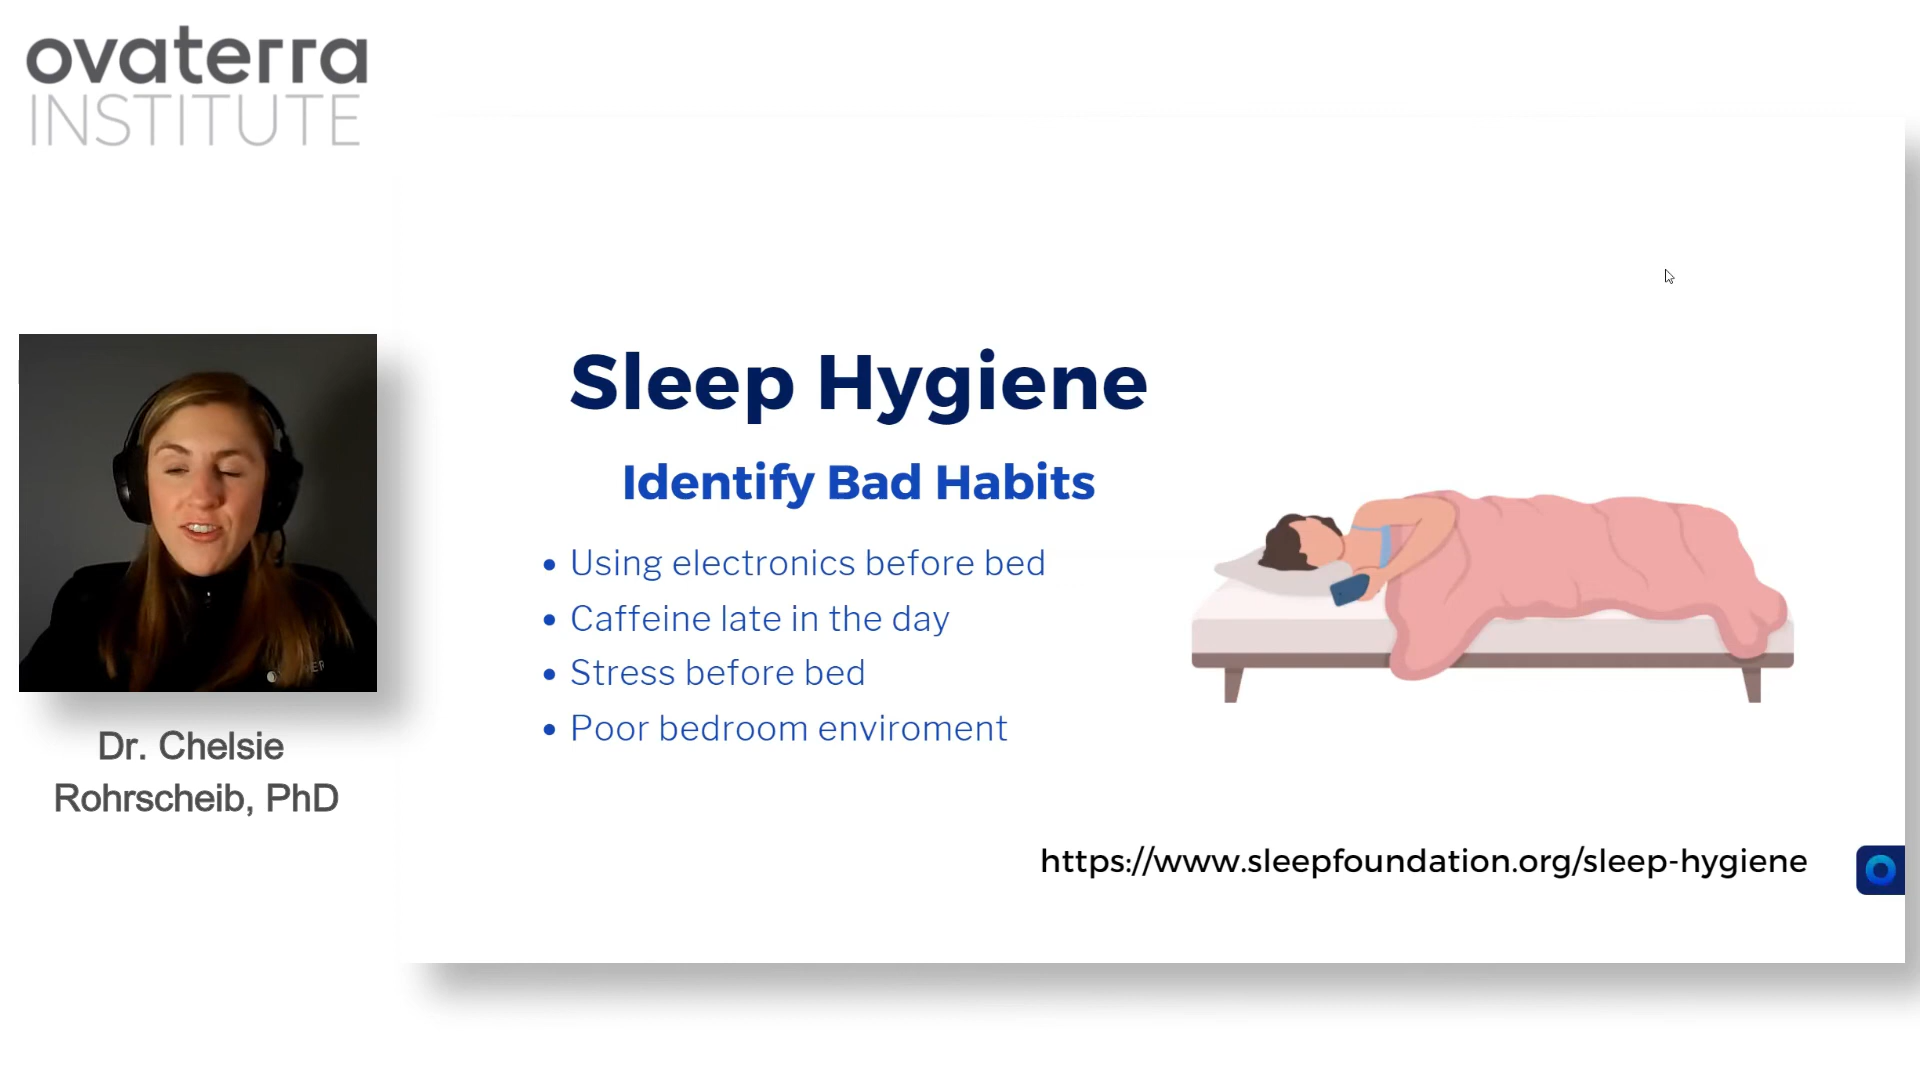 ovaterra
INSTITUTE
Sleep Hygiene
Identify Bad Habits
• Using electronics before bed
• Caffeine late in the day
• Stress before bed
• Poor bedroom enviroment
Dr. Chelsie
Rohrscheib, PhD
https://www.sleepfoundation.org/sleep-hygiene